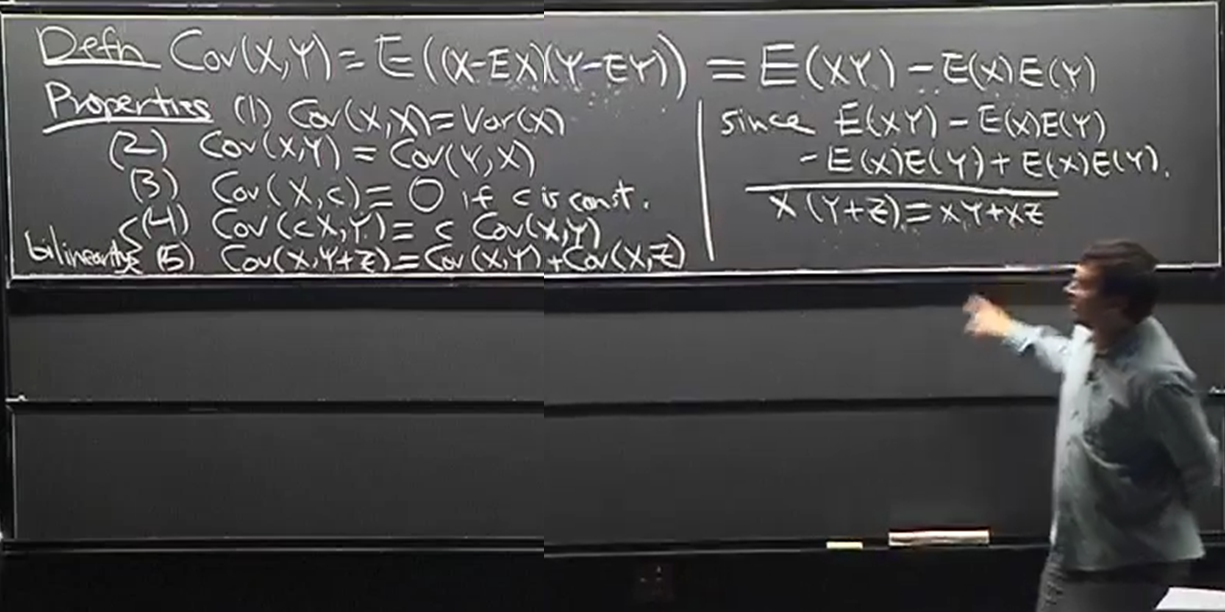 Defn Cov(X,Y) = E((X-EX)(Y-EY)) = E(XY) - E(X)E(Y)
Properties (1) Cov(X,X) = Var(X)
(2) Cov(X,Y) = Cov(Y,X)
(3) Cov(X,c) = 0 if c is const.
(4) Cov(cX,Y) = c Cov(X,Y)
bilinearity (5) Cov(X,Y+Z) = Cov(X,Y) + Cov(X,Z)
since E(XY) - E(X)E(Y)
- E(X)E(Y) + E(X)E(Y).
X(Y+Z) = XY+XZ